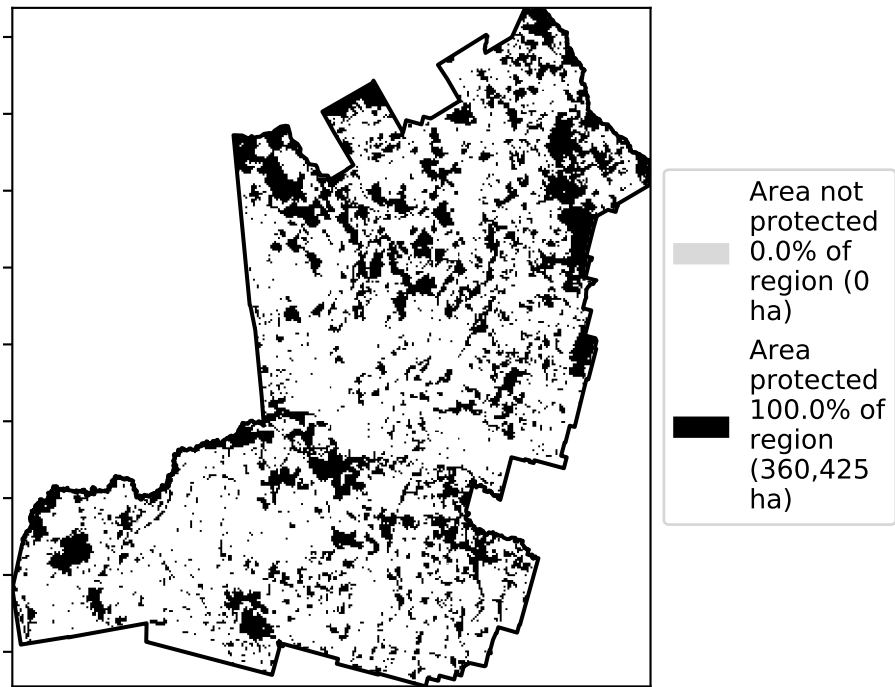 Area not
protected
0.0% of
region (0
ha)
Area
protected
100.0% of
region
(360,425
ha)